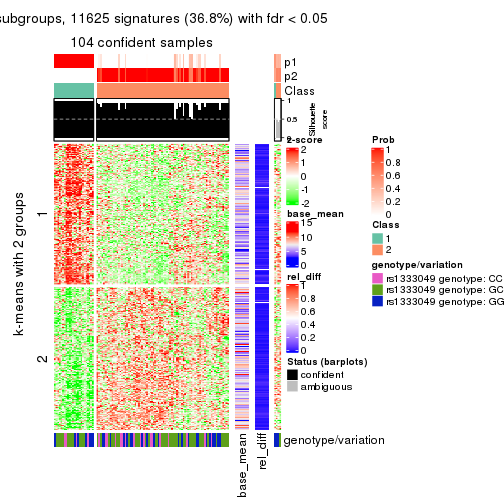 subgroups, 11625 signatures (36.8%) with fdr < 0.05
104 confident samples
p1
p2
Class
1
0.5
0
Silhouette
score
k-means with 2 groups
1
2
z-score
2
1
0
-1
-2
base_mean
15
10
5
0
rel_diff
1
0.8
0.6
0.4
0.2
0
Status (barplots)
confident
ambiguous
Prob
1
0.8
0.6
0.4
0.2
0
Class
1
2
genotype/variation
rs1333049 genotype: CC
rs1333049 genotype: GC
rs1333049 genotype: GG
genotype/variation
base_mean
rel_diff